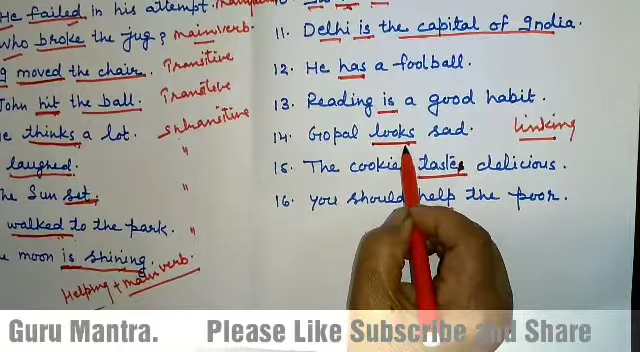 He failed in his attempt.
who broke the jug? main verb.
moved the chair. Transitive
John hit the ball. Transitive
thinks a lot. Intransitive
laughed. "
The Sun set. "
walked to the park. "
moon is shining.
Helping + main verb.
11. Delhi is the capital of India.
12. He has a football.
13. Reading is a good habit.
14. Gopal looks sad. linking
15. The cookie tastes delicious.
16. You should help the poor.
Guru Mantra. Please Like Subscribe and Share